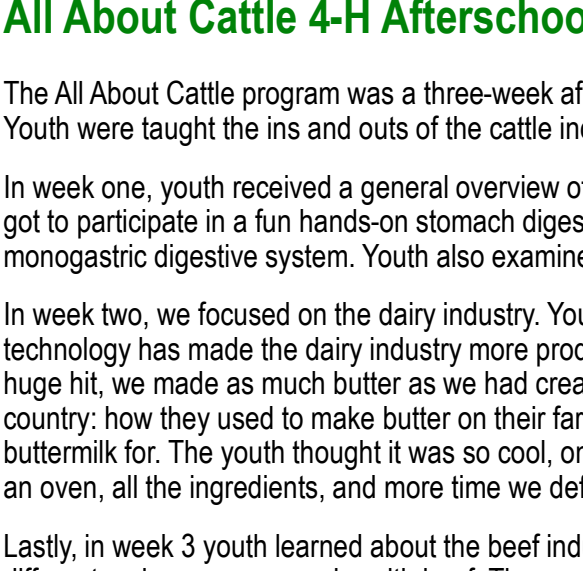 All About Cattle 4-H Afterschoo
The All About Cattle program was a three-week af
Youth were taught the ins and outs of the cattle in
In week one, youth received a general overview of
got to participate in a fun hands-on stomach diges
monogastric digestive system. Youth also examine
In week two, we focused on the dairy industry. You
technology has made the dairy industry more prod
huge hit, we made as much butter as we had crea
country: how they used to make butter on their far
buttermilk for. The youth thought it was so cool, or
an oven, all the ingredients, and more time we def
Lastly, in week 3 youth learned about the beef ind